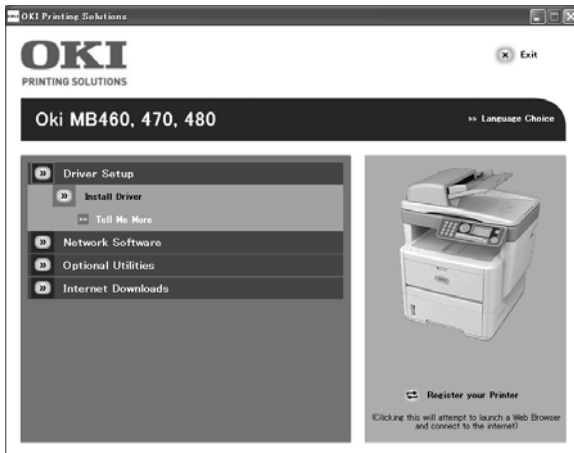 OKI Printing Solutions
OKI
PRINTING SOLUTIONS
Exit
Oki MB460, 470, 480
Language Choice
Driver Setup
Install Driver
Tell Me More
Network Software
Optional Utilities
Internet Downloads
Register your Printer
(Clicking this will attempt to launch a Web Browser
and connect to the internet)